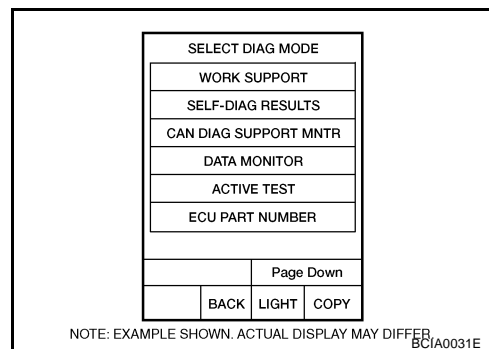 SELECT DIAG MODE
WORK SUPPORT
SELF-DIAG RESULTS
CAN DIAG SUPPORT MNTR
DATA MONITOR
ACTIVE TEST
ECU PART NUMBER
Page Down
BACK LIGHT COPY
NOTE: EXAMPLE SHOWN. ACTUAL DISPLAY MAY DIFFER.
BCIA0031E